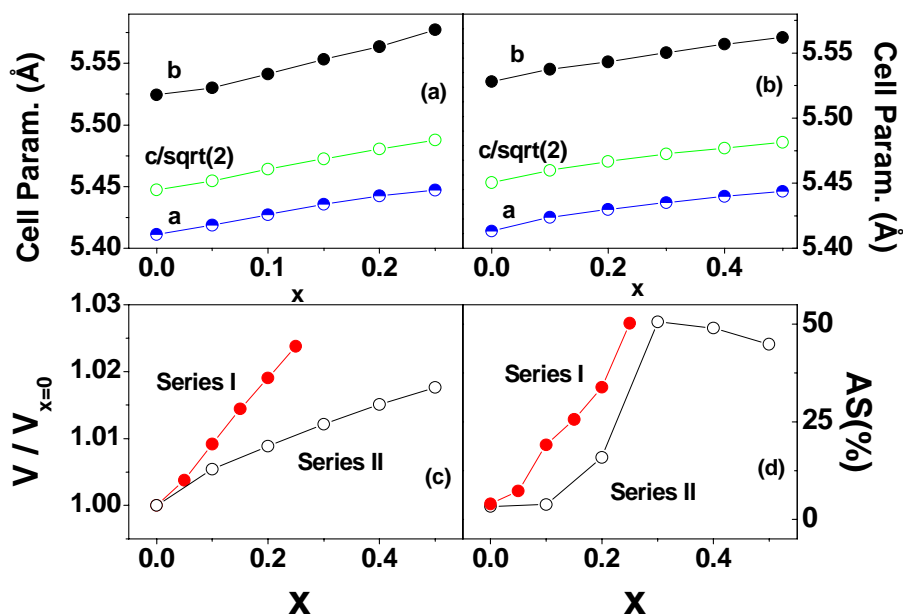 Cell Param. (Å)
5.55
5.50
5.45
5.40
b
(a)
c/sqrt(2)
a
0.0
0.1
0.2
x
b
(b)
c/sqrt(2)
a
0.0
0.2
0.4
x
5.55
5.50
5.45
5.40
Cell Param. (Å)
V / Vx=0
1.03
1.02
1.01
1.00
Series I
Series II
(c)
0.0
0.2
0.4
X
Series I
Series II
(d)
0.0
0.2
0.4
X
50
25
0
AS(%)